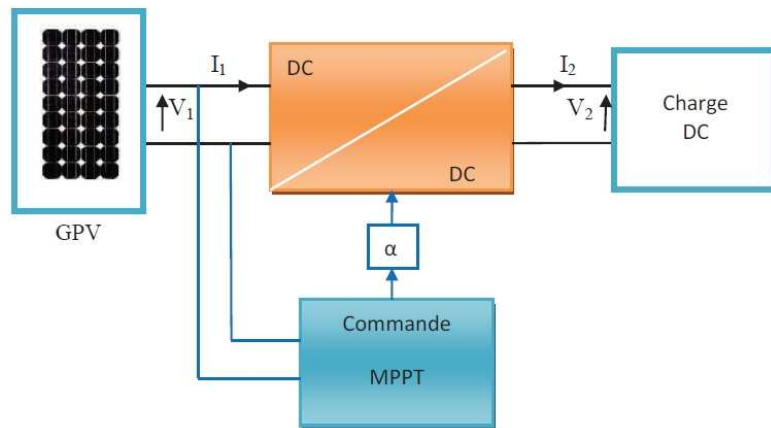 I₁
DC
I₂
V₁
V₂
Charge
DC
DC
GPV
α
Commande
MPPT